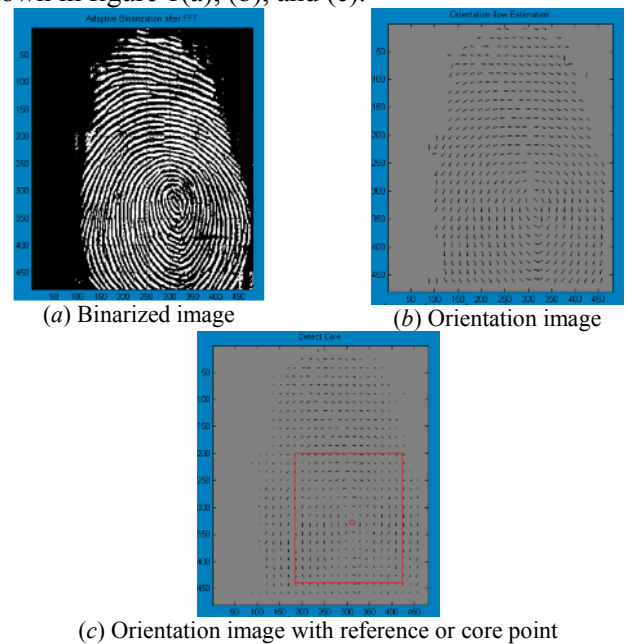 own in figure 1(a), (b), and (c).
Adaptive Binarization after FFT
50
100
150
200
250
300
350
400
450
50 100 150 200 250 300 350 400 450
(a) Binarized image
Orientation flow Estimation
50
100
150
200
250
300
350
400
450
50 100 150 200 250 300 350 400 450
(b) Orientation image
Detect Core
50
100
150
200
250
300
350
400
450
50 100 150 200 250 300 350 400 450
(c) Orientation image with reference or core point